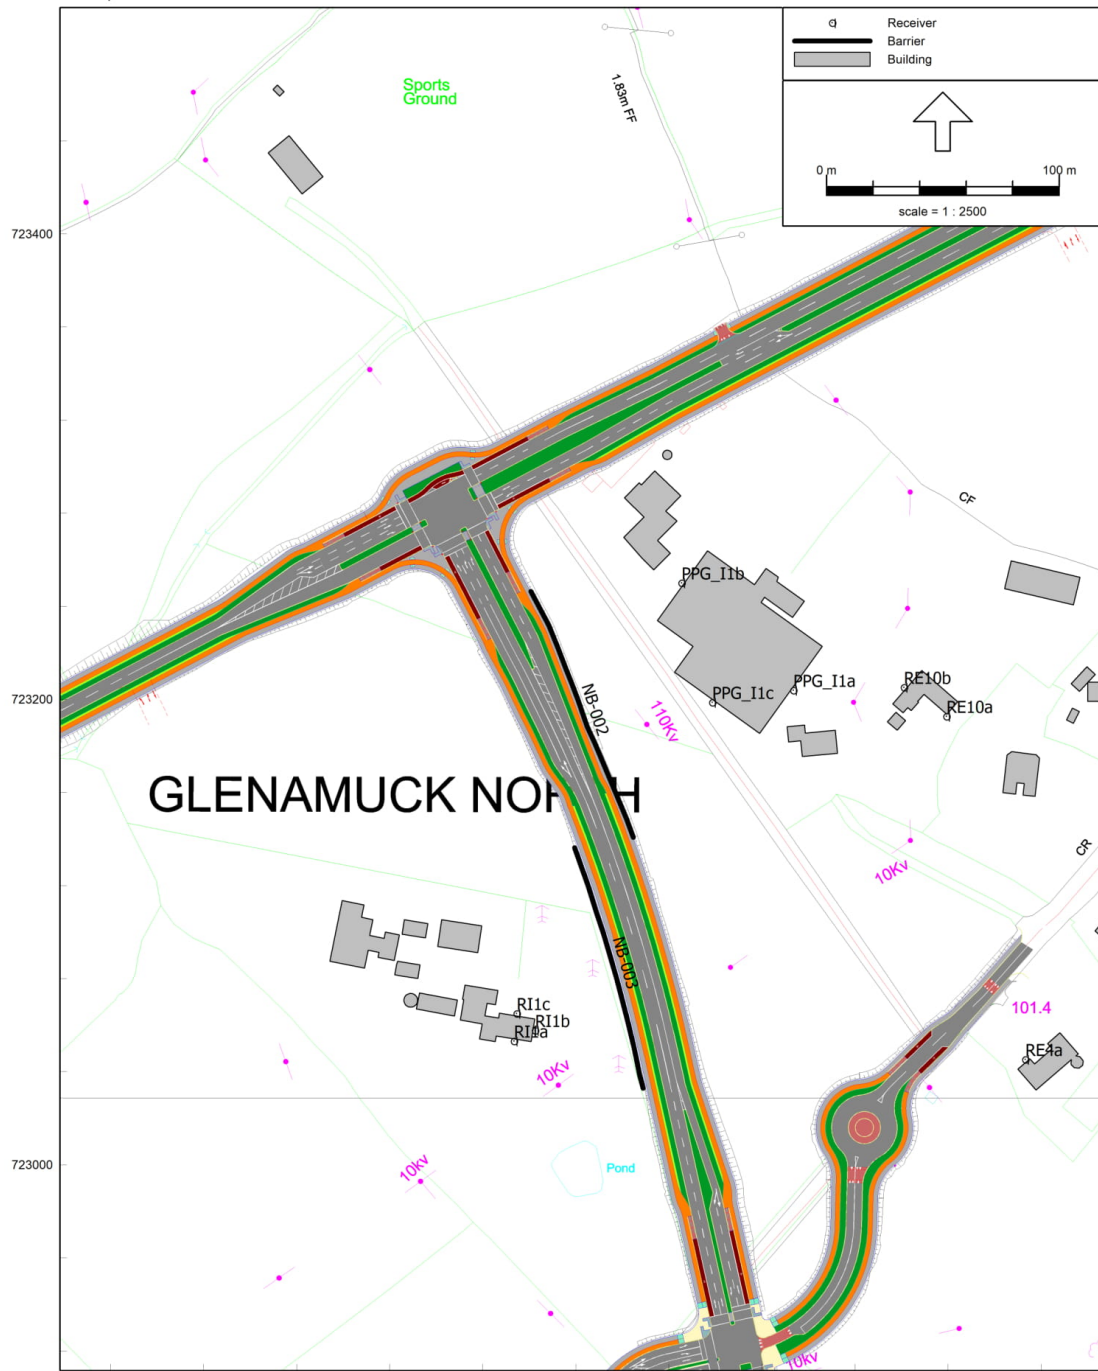 Receiver
Barrier
Building
0 m
100 m
scale = 1 : 2500
Sports
Ground
1.83m FF
723400
CF
PPG_I1b
PPG_I1c
PPG_I1a
RE10b
RE10a
723200
NB-002
110Kv
GLENAMUCK NORTH
10Kv
CR
NB-003
RI1c
RI1b
RI1a
101.4
RE4a
10Kv
723000
10kv
Pond
10kv